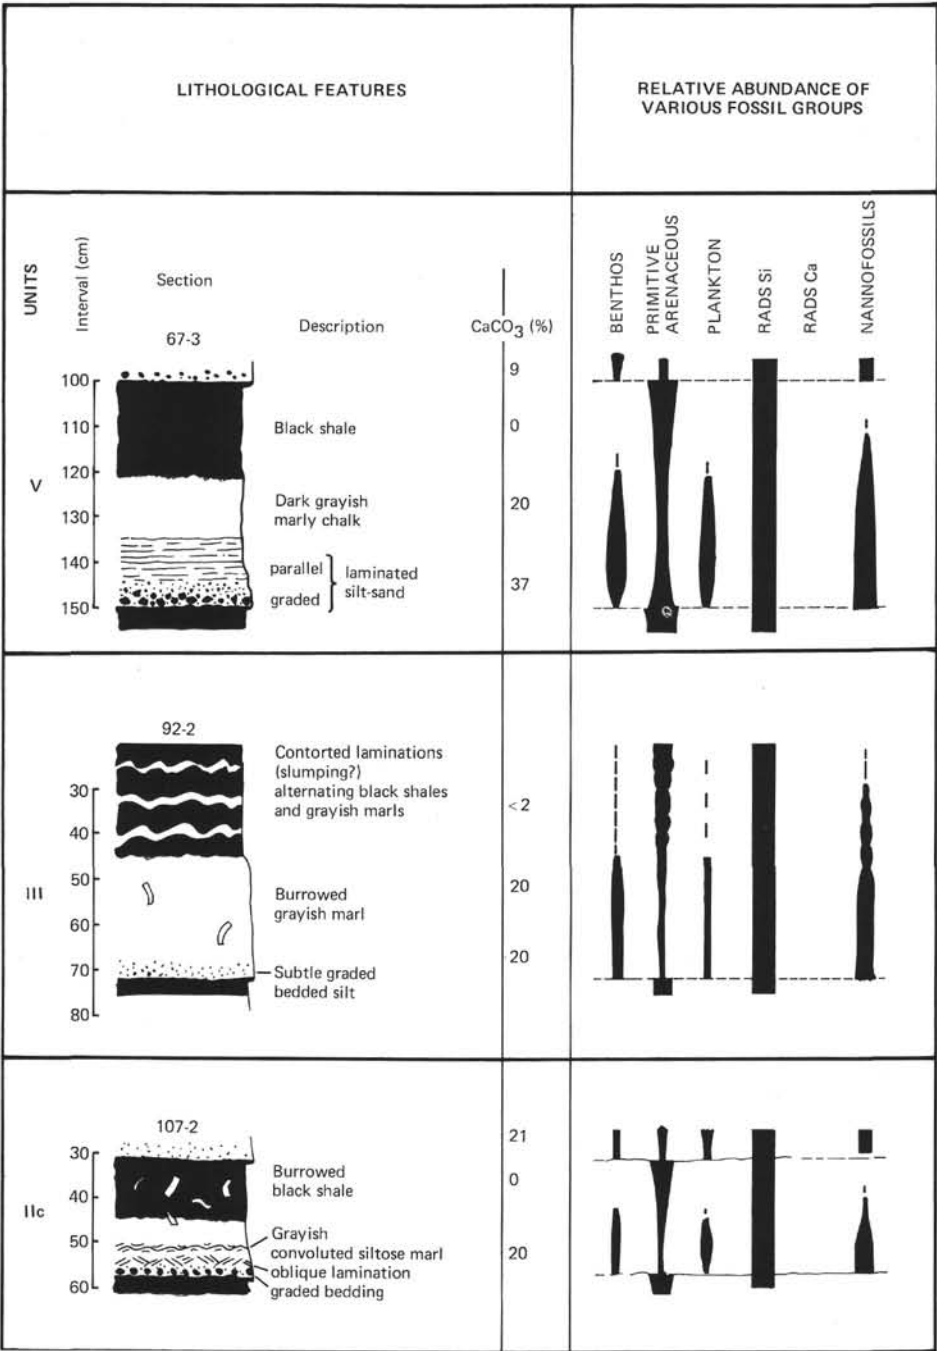 LITHOLOGICAL FEATURES
RELATIVE ABUNDANCE OF
VARIOUS FOSSIL GROUPS
UNITS
Interval (cm)
Section
67-3
Description
CaCO3 (%)
BENTHOS
PRIMITIVE
ARENACEOUS
PLANKTON
RADS Si
RADS Ca
NANNOFOSSILS
V
100
110
120
130
140
150
Black shale
Dark grayish
marly chalk
parallel
graded
laminated
silt-sand
9
0
20
37
III
92-2
30
40
50
60
70
80
Contorted laminations
(slumping?)
alternating black shales
and grayish marls
Burrowed
grayish marl
Subtle graded
bedded silt
<2
20
20
IIc
107-2
30
40
50
60
Burrowed
black shale
Grayish
convoluted siltose marl
oblique lamination
graded bedding
21
0
20